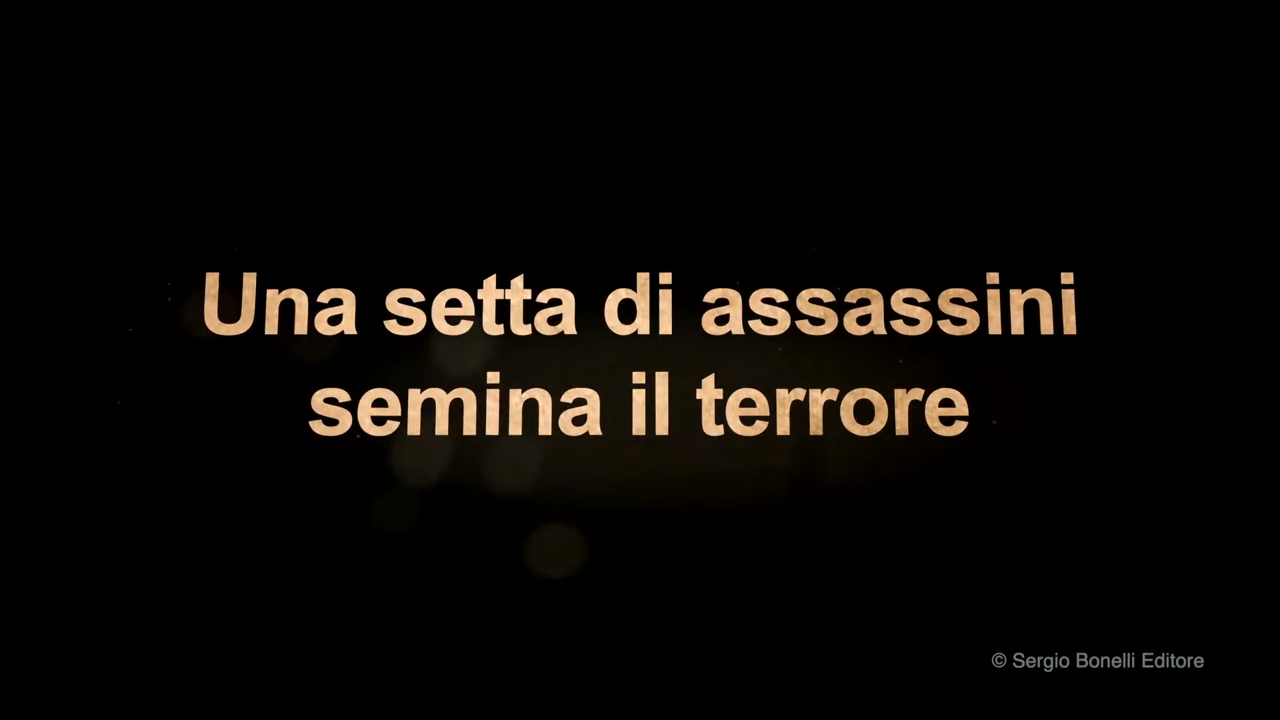 Una setta di assassini
semina il terrore
© Sergio Bonelli Editore